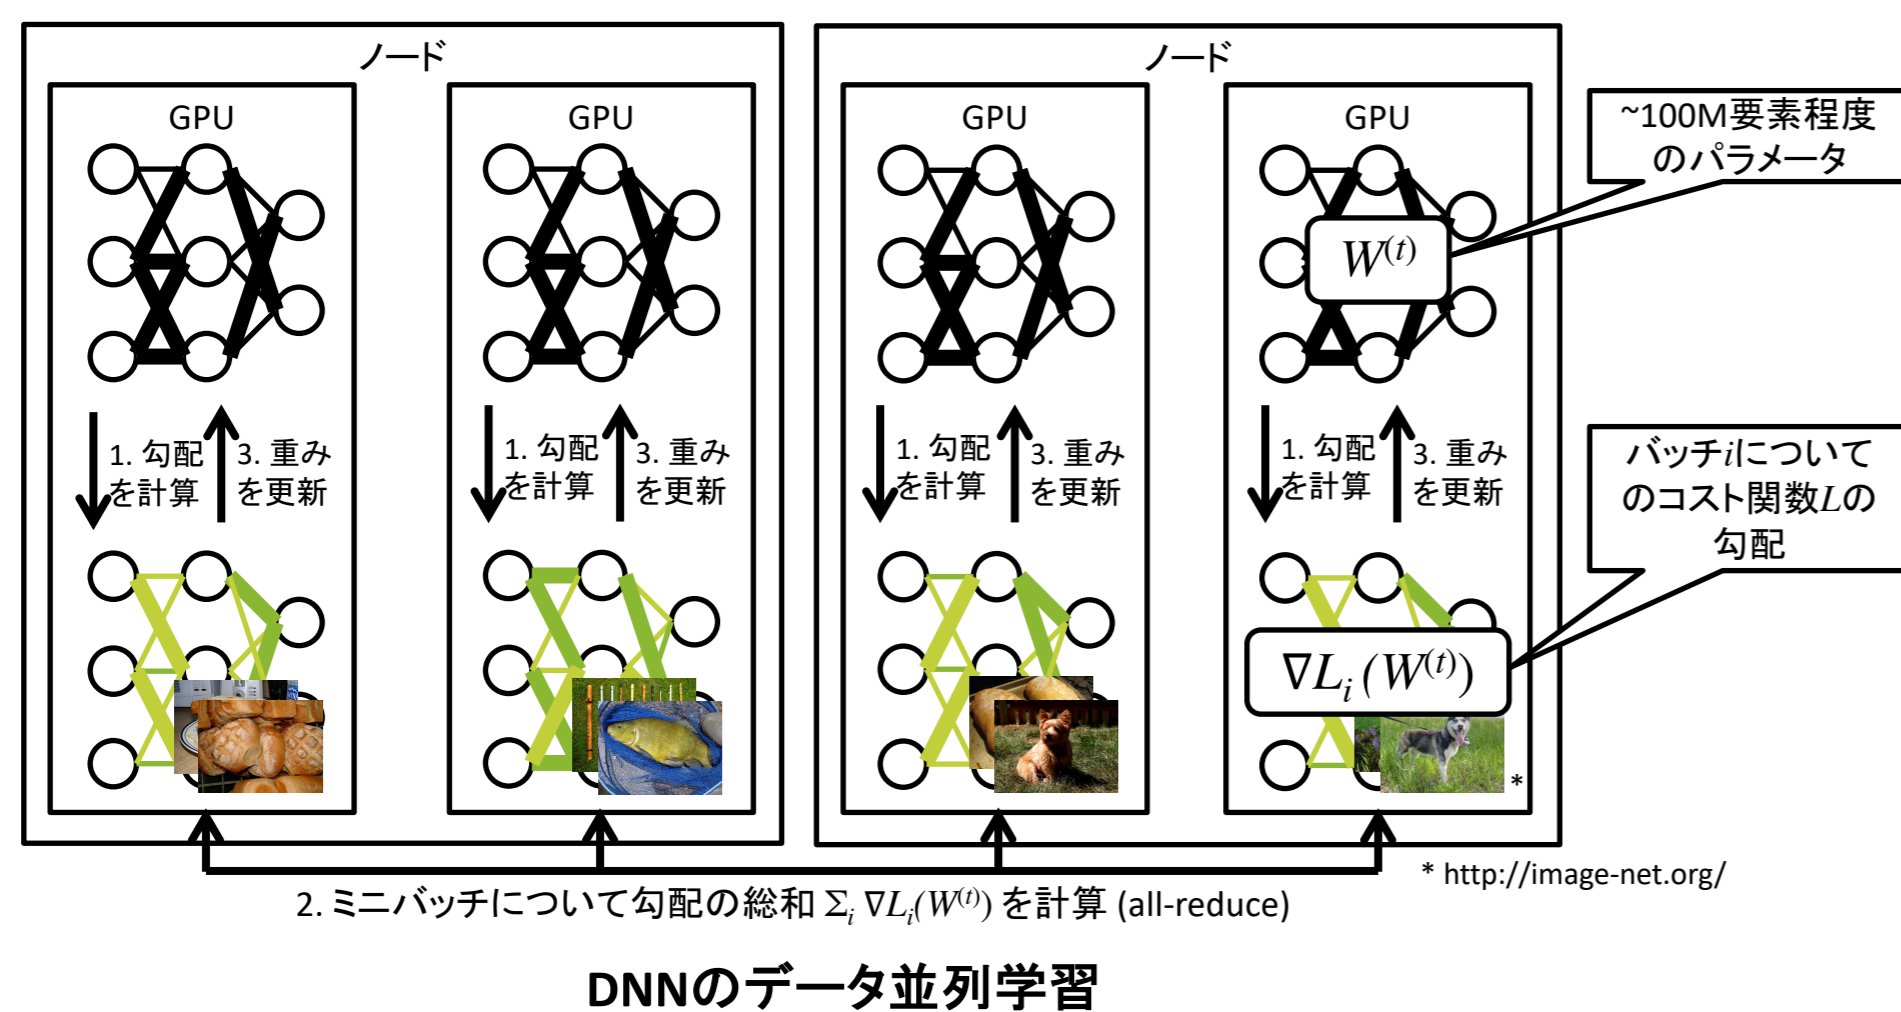 ノード
ノード
GPU
GPU
GPU
GPU
~100M要素程度
のパラメータ
W(t)
1. 勾配
を計算
3. 重み
を更新
1. 勾配
を計算
3. 重み
を更新
1. 勾配
を計算
3. 重み
を更新
1. 勾配
を計算
3. 重み
を更新
バッチiについて
のコスト関数Lの
勾配
∇Li(W(t))
*
* http://image-net.org/
2. ミニバッチについて勾配の総和 Σi ∇Li(W(t)) を計算 (all-reduce)
DNNのデータ並列学習